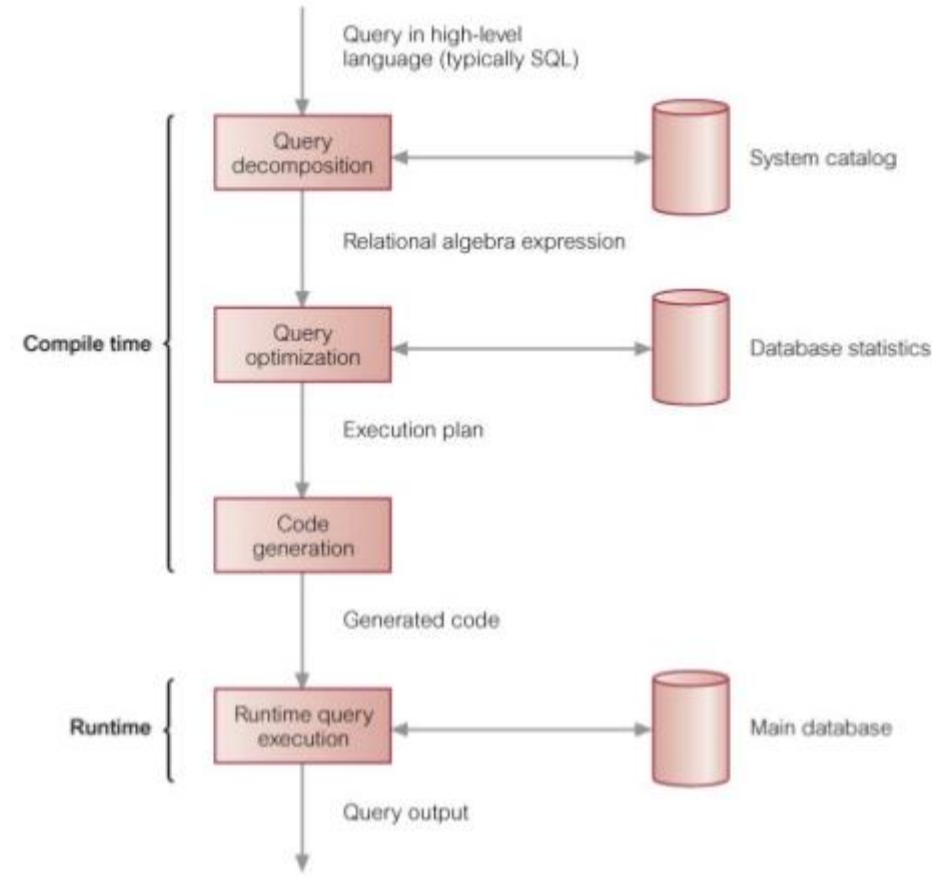 Query in high-level
language (typically SQL)
Query
decomposition
System catalog
Relational algebra expression
Compile time
Query
optimization
Database statistics
Execution plan
Code
generation
Generated code
Runtime
Runtime query
execution
Main database
Query output